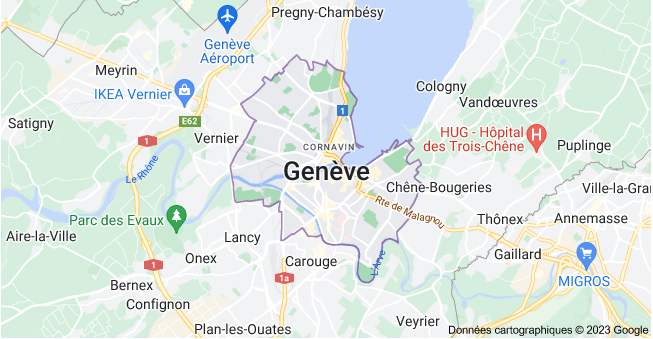 Pregny-Chambésy
Genève
Aéroport
Meyrin
IKEA Vernier
Cologny
Vandœuvres
1
E62
Satigny
1
Vernier
CORNAVIN
HUG - Hôpital
des Trois-Chêne
Puplinge
Le Rhône
Genève
Chêne-Bougeries
Ville-la-Gran
Rte de Malagnou
Parc des Evaux
Thônex
Annemasse
Aire-la-Ville
Lancy
Onex
Carouge
L'Arve
Gaillard
1
1a
MIGROS
Bernex
Confignon
Plan-les-Ouates
Veyrier
Données cartographiques © 2023 Google